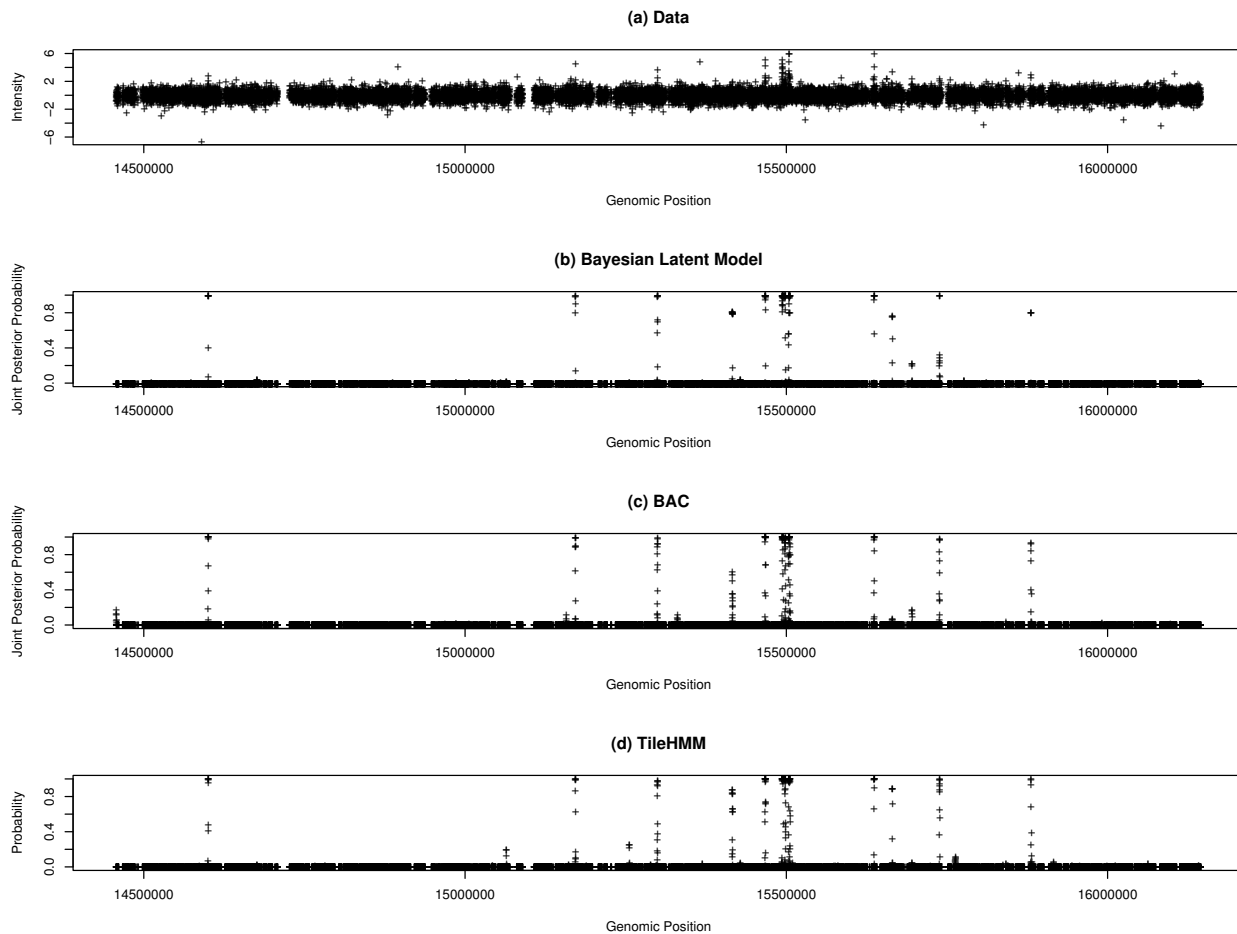 (a) Data
Intensity
6
2
−2
−6
14500000 15000000 15500000 16000000
Genomic Position
(b) Bayesian Latent Model
Joint Posterior Probability
0.8
0.4
0.0
14500000 15000000 15500000 16000000
Genomic Position
(c) BAC
Joint Posterior Probability
0.8
0.4
0.0
14500000 15000000 15500000 16000000
Genomic Position
(d) TileHMM
Probability
0.8
0.4
0.0
14500000 15000000 15500000 16000000
Genomic Position